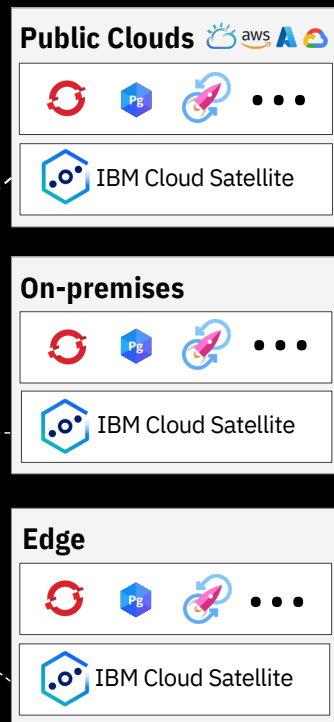 Public Clouds aws
Pg
IBM Cloud Satellite
On-premises
Pg
IBM Cloud Satellite
Edge
Pg
IBM Cloud Satellite